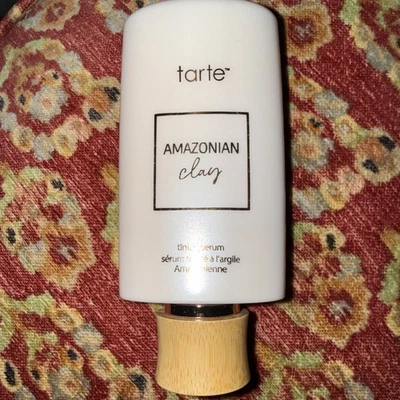 tarte™
AMAZONIAN
clay
serum
sérum à l'argile